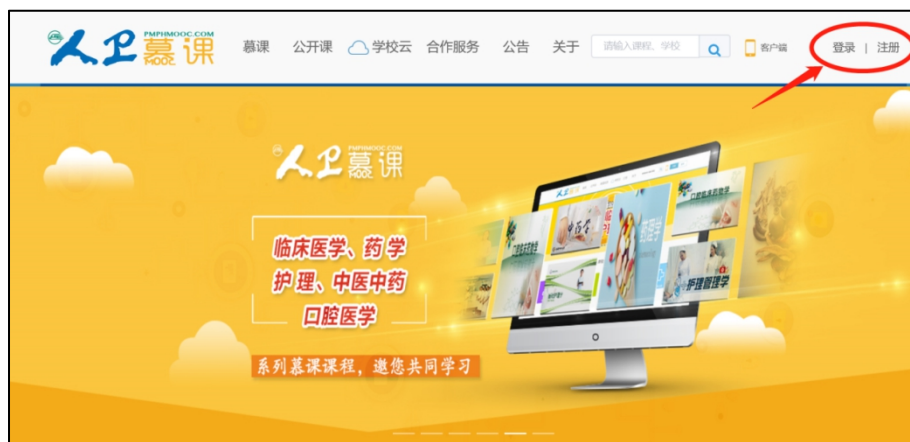 PMPHMOOC.COM
人卫慕课
慕课 公开课 学校云 合作服务 公告 关于 请输入课程、学校 客户端 登录 | 注册
PMPHMOOC.COM
人卫慕课
临床医学、药学
护理、中医中药
口腔医学
系列慕课课程，邀您共同学习
中医学
护理管理学